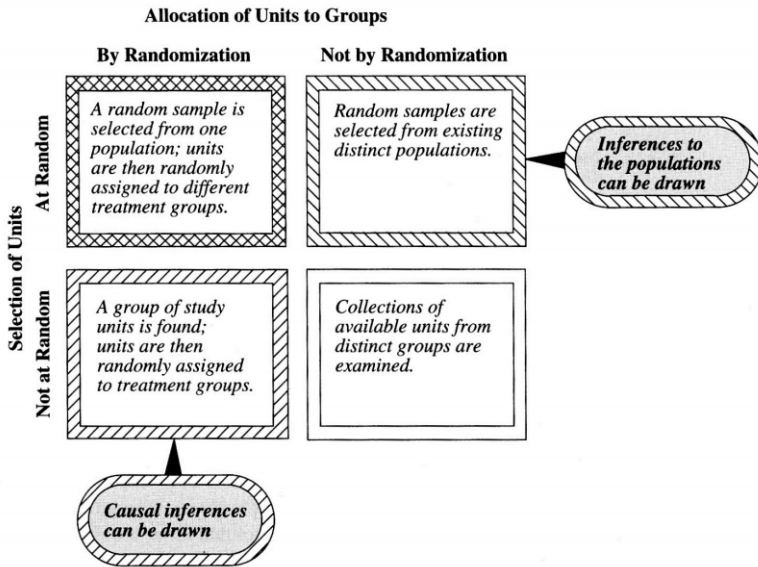 Allocation of Units to Groups
By Randomization
Not by Randomization
Selection of Units
At Random
A random sample is
selected from one
population; units
are then randomly
assigned to different
treatment groups.
Random samples are
selected from existing
distinct populations.
Inferences to
the populations
can be drawn
Not at Random
A group of study
units is found;
units are then
randomly assigned
to treatment groups.
Collections of
available units from
distinct groups are
examined.
Causal inferences
can be drawn